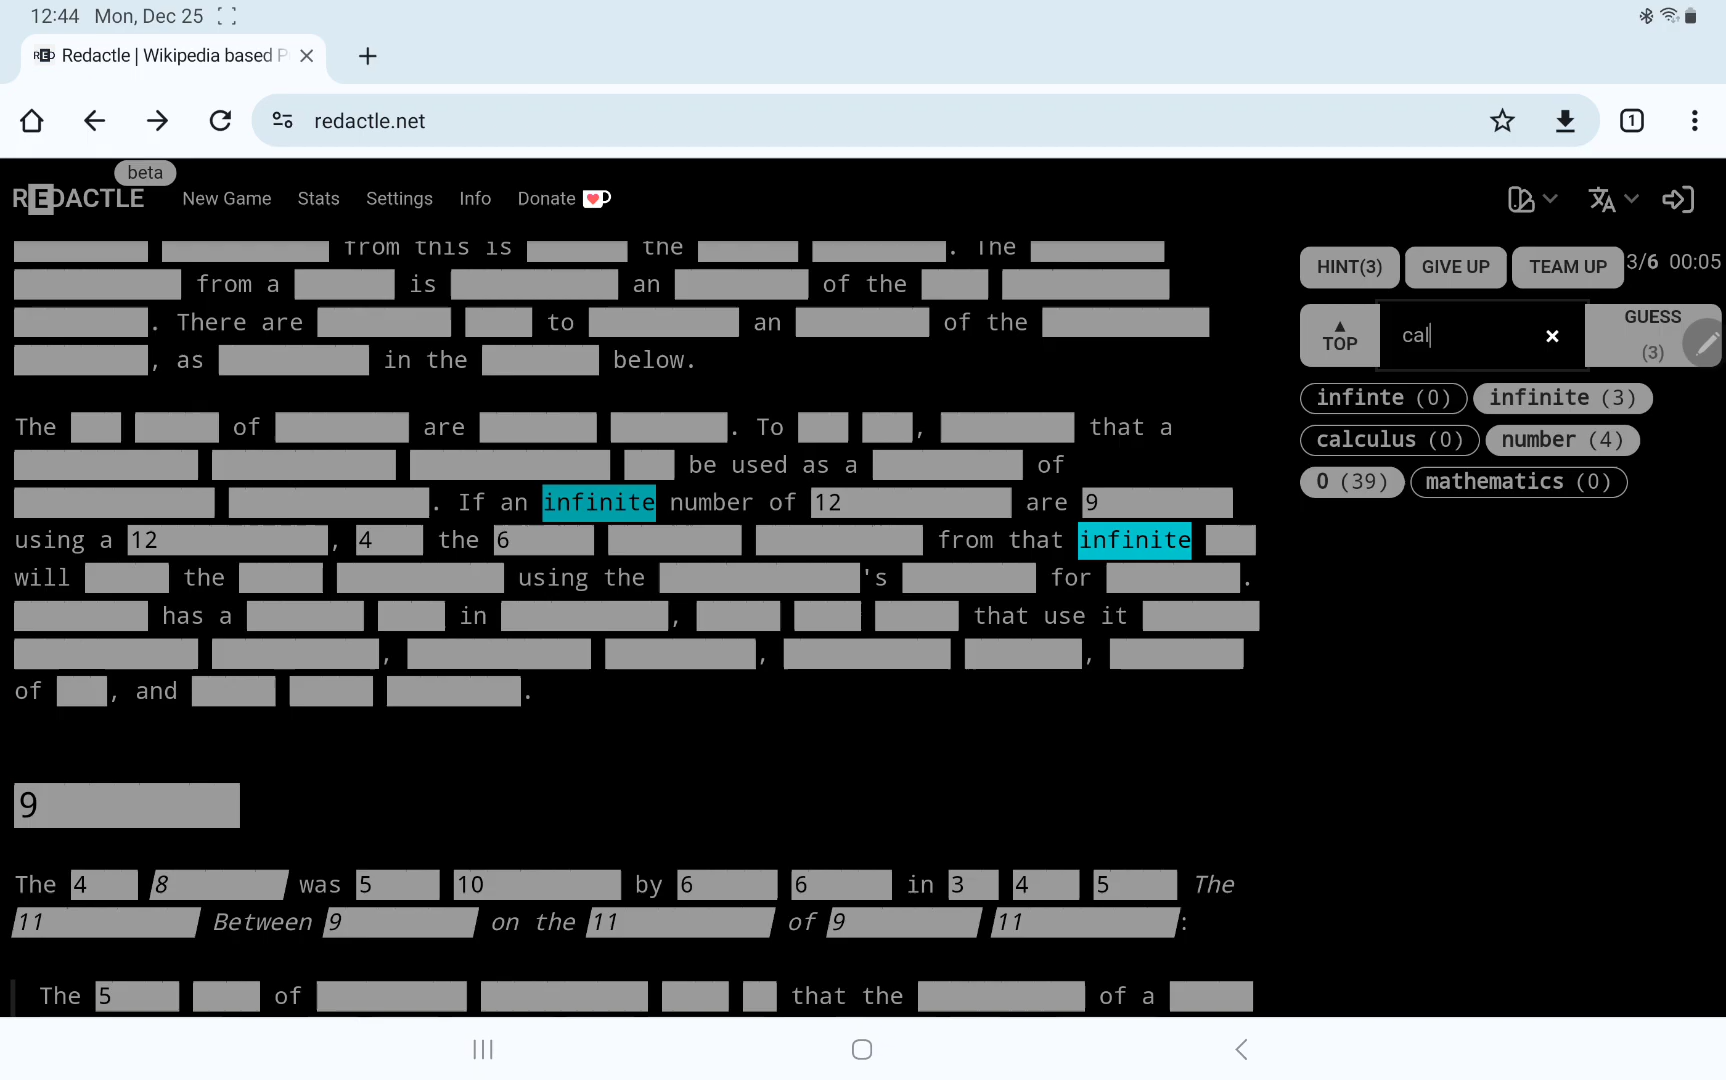 12:44 Mon, Dec 25
RED Redactle | Wikipedia based P
redactle.net 1
beta
REDACTLE New Game Stats Settings Info Donate
from this is the . The
from a is an of the
. There are to an of the
, as in the below.
The of are . To , that a
be used as a of
. If an infinite number of 12 are 9
using a 12 , 4 the 6 from that infinite
will the using the 's for .
has a in , that use it
, , , 
of , and .
9
The 4 8 was 5 10 by 6 6 in 3 4 5 The
11 Between 9 on the 11 of 9 11 :
The 5 of that the of a
HINT(3) GIVE UP TEAM UP 3/6 00:05
▲
TOP cal × GUESS
(3)
infinte (0) infinite (3)
calculus (0) number (4)
0 (39) mathematics (0)